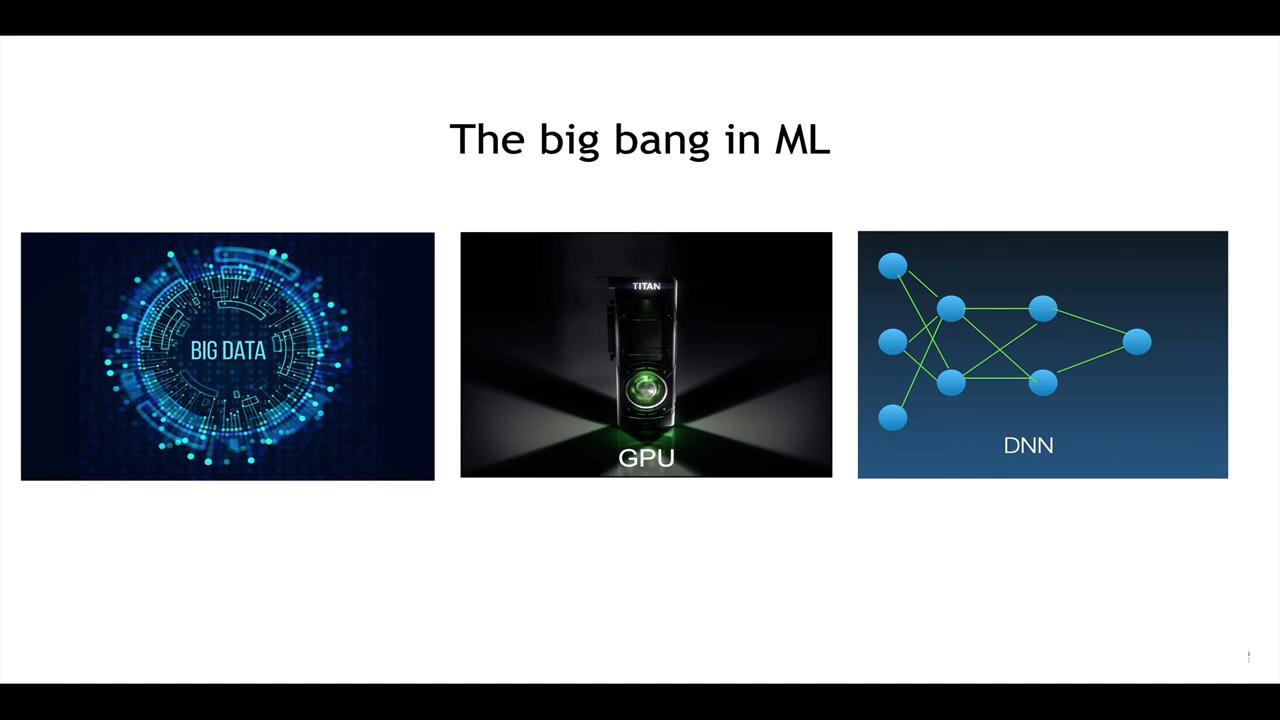 The big bang in ML
BIG DATA
TITAN
GPU
DNN